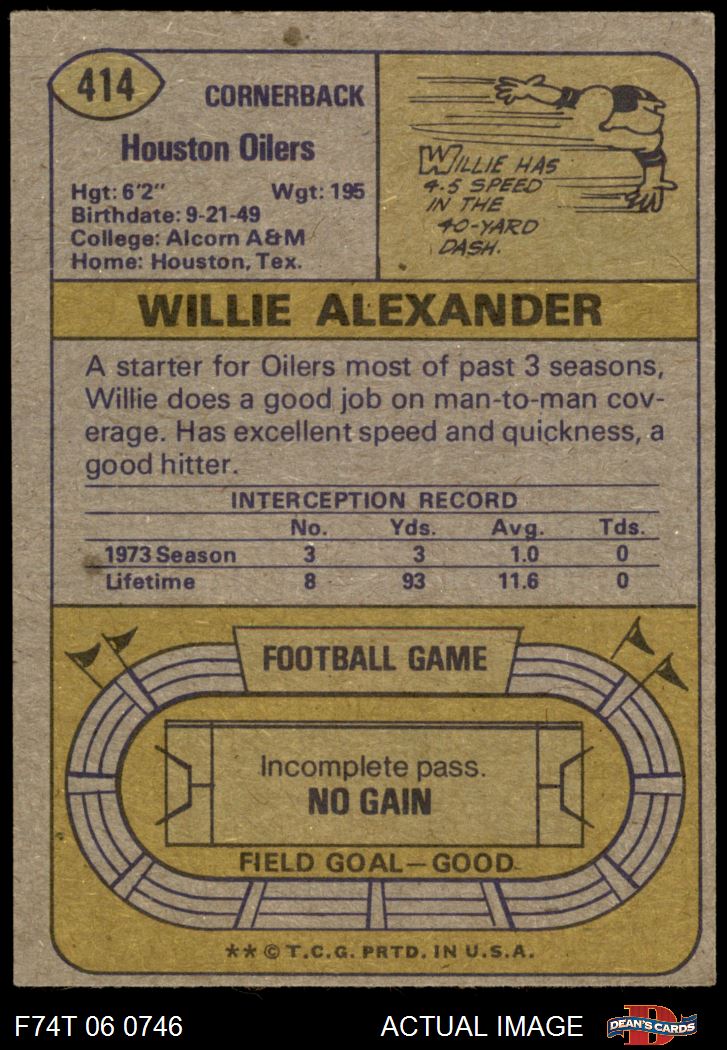 414
CORNERBACK
Houston Oilers
Hgt: 6'2" Wgt: 195
Birthdate: 9-21-49
College: Alcorn A&M
Home: Houston, Tex.
WILLIE HAS
4.5 SPEED
IN THE
40-YARD
DASH.
WILLIE ALEXANDER
A starter for Oilers most of past 3 seasons,
Willie does a good job on man-to-man cov-
erage. Has excellent speed and quickness, a
good hitter.
INTERCEPTION RECORD
No. Yds. Avg. Tds.
1973 Season 3 3 1.0 0
Lifetime 8 93 11.6 0
FOOTBALL GAME
Incomplete pass.
NO GAIN
FIELD GOAL—GOOD
** © T.C.G. PRTD. IN U.S.A.
F74T 06 0746 ACTUAL IMAGE D DEAN'S CARDS